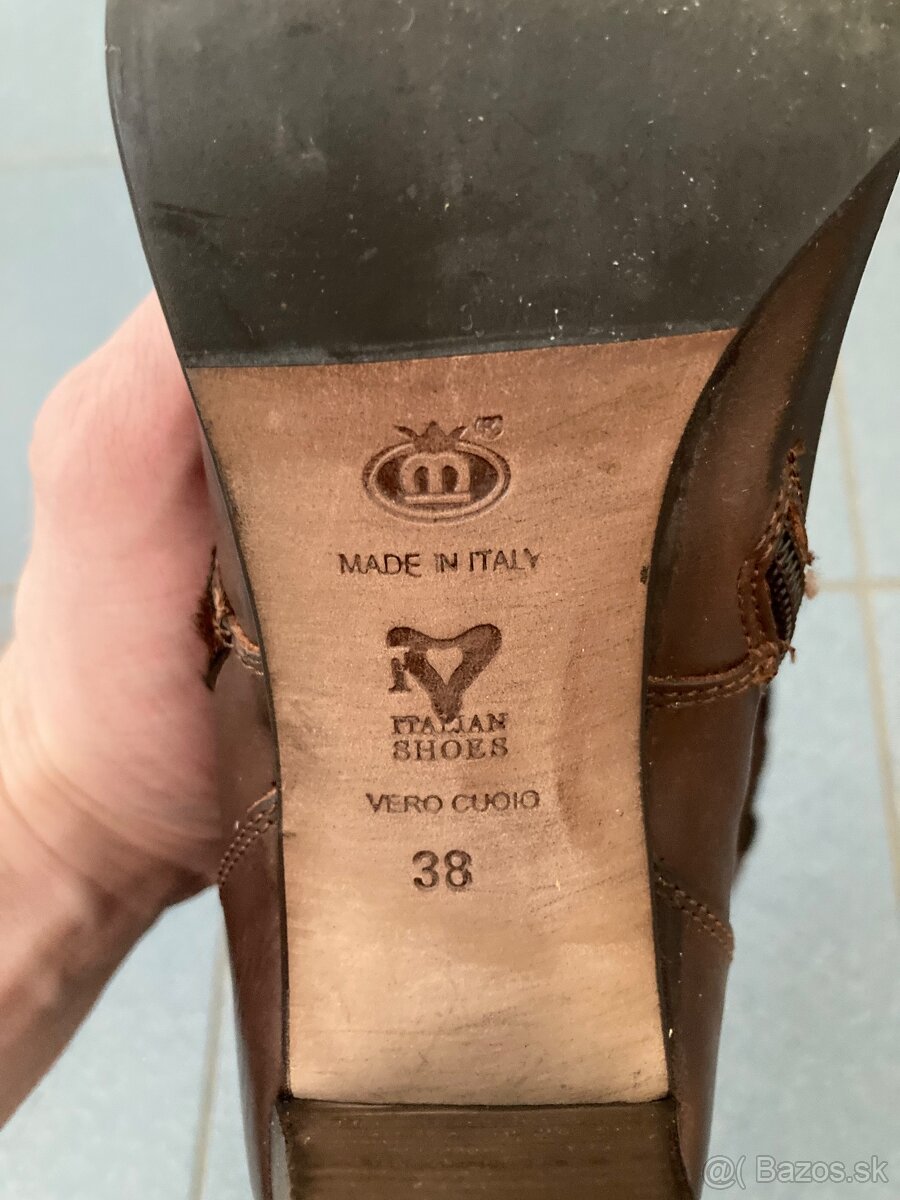 m
MADE IN ITALY
I
ITALIAN
SHOES
VERO CUOIO
38
@( Bazos.sk